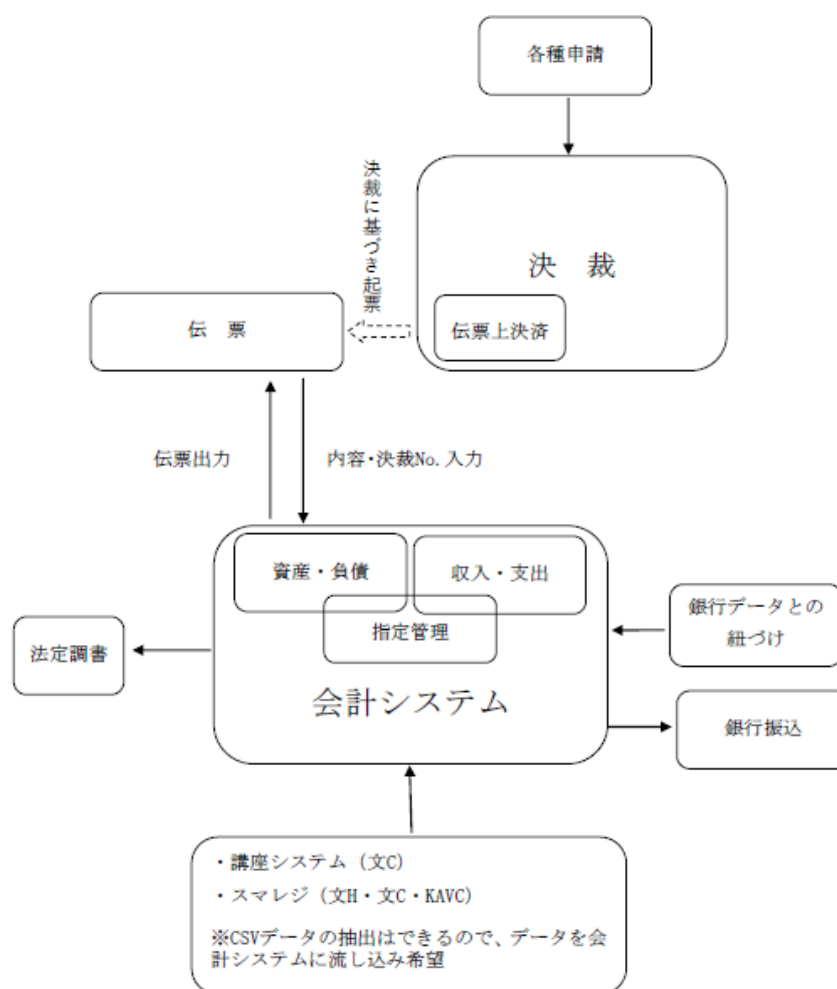 各種申請
決裁に基づき起票
決　裁
伝票上決済
伝　票
伝票出力
内容・決裁No.入力
資産・負債
収入・支出
指定管理
会計システム
法定調書
銀行データとの
紐づけ
銀行振込
・講座システム（文C）
・スマレジ（文H・文C・KAVC）
※CSVデータの抽出はできるので、データを会
計システムに流し込み希望